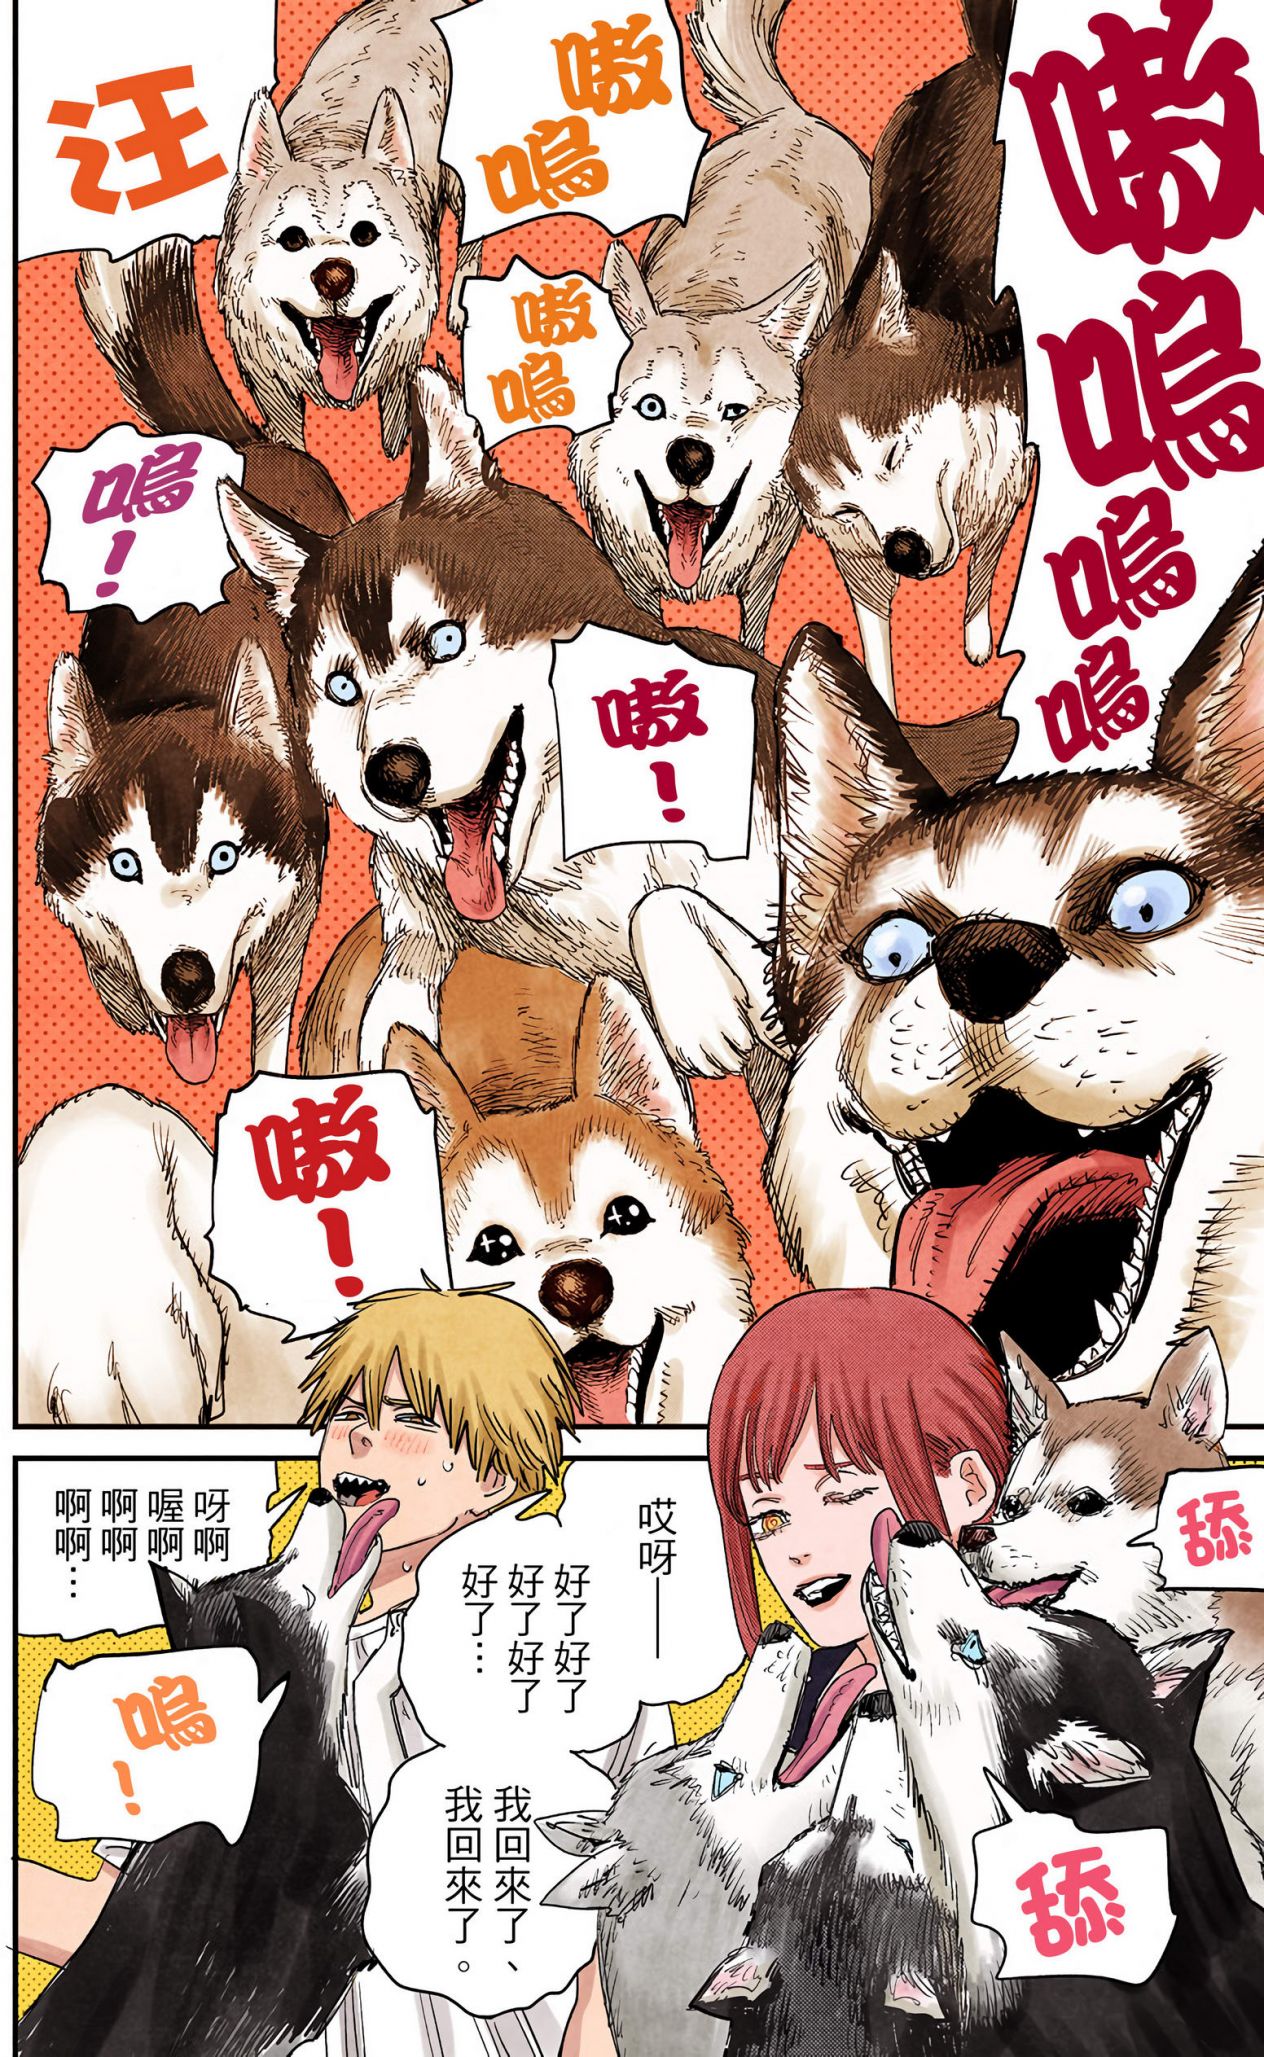 嗷嗚嗚嗚
嗷嗚
嗷嗚
汪
嗷！
嗚！
嗷！
舔
舔
哎呀——
好了好了
好了好了
好了…
我回來了、
我回來了。
呀啊
喔啊
啊啊
啊啊…
嗚！